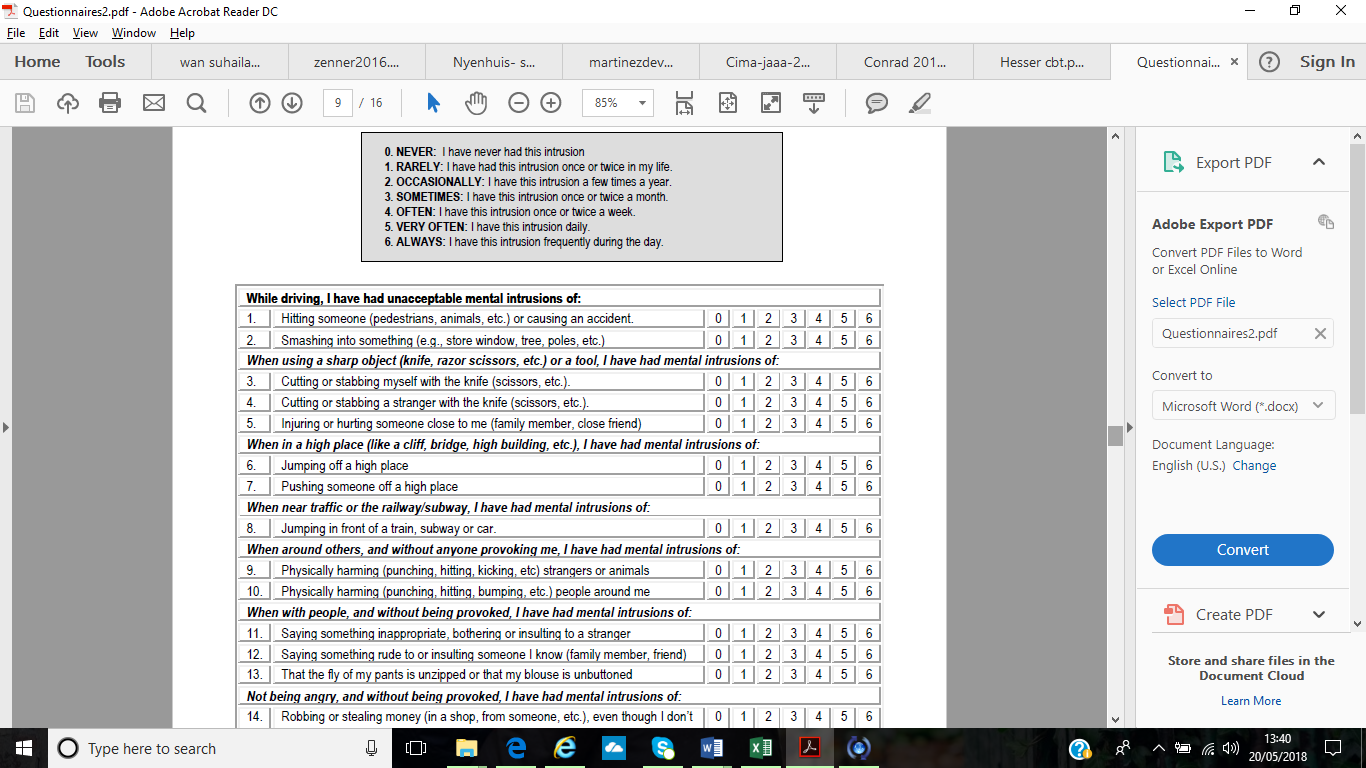 Questionnaires2.pdf - Adobe Acrobat Reader DC
File Edit View Window Help
Home Tools wan suhaila... zenner2016.... Nyenhuis- s... martinezdev... Cima-jaaa-2... Conrad 201... Hesser cbt.p... Questionnai... Sign In
9 / 16 85%
0. NEVER: I have never had this intrusion
1. RARELY: I have had this intrusion once or twice in my life.
2. OCCASIONALLY: I have this intrusion a few times a year.
3. SOMETIMES: I have this intrusion once or twice a month.
4. OFTEN: I have this intrusion once or twice a week.
5. VERY OFTEN: I have this intrusion daily.
6. ALWAYS: I have this intrusion frequently during the day.
While driving, I have had unacceptable mental intrusions of:
1. Hitting someone (pedestrians, animals, etc.) or causing an accident. 0 1 2 3 4 5 6
2. Smashing into something (e.g., store window, tree, poles, etc.) 0 1 2 3 4 5 6
When using a sharp object (knife, razor scissors, etc.) or a tool, I have had mental intrusions of:
3. Cutting or stabbing myself with the knife (scissors, etc.). 0 1 2 3 4 5 6
4. Cutting or stabbing a stranger with the knife (scissors, etc.). 0 1 2 3 4 5 6
5. Injuring or hurting someone close to me (family member, close friend) 0 1 2 3 4 5 6
When in a high place (like a cliff, bridge, high building, etc.), I have had mental intrusions of:
6. Jumping off a high place 0 1 2 3 4 5 6
7. Pushing someone off a high place 0 1 2 3 4 5 6
When near traffic or the railway/subway, I have had mental intrusions of:
8. Jumping in front of a train, subway or car. 0 1 2 3 4 5 6
When around others, and without anyone provoking me, I have had mental intrusions of:
9. Physically harming (punching, hitting, kicking, etc) strangers or animals 0 1 2 3 4 5 6
10. Physically harming (punching, hitting, bumping, etc.) people around me 0 1 2 3 4 5 6
When with people, and without being provoked, I have had mental intrusions of:
11. Saying something inappropriate, bothering or insulting to a stranger 0 1 2 3 4 5 6
12. Saying something rude to or insulting someone I know (family member, friend) 0 1 2 3 4 5 6
13. That the fly of my pants is unzipped or that my blouse is unbuttoned 0 1 2 3 4 5 6
Not being angry, and without being provoked, I have had mental intrusions of:
14. Robbing or stealing money (in a shop, from someone, etc.), even though I don't 0 1 2 3 4 5 6
Export PDF
Adobe Export PDF
Convert PDF Files to Word
or Excel Online
Select PDF File
Questionnaires2.pdf
Convert to
Microsoft Word (*.docx)
Document Language:
English (U.S.) Change
Convert
Create PDF
Store and share files in the
Document Cloud
Learn More
Type here to search
13:40
20/05/2018